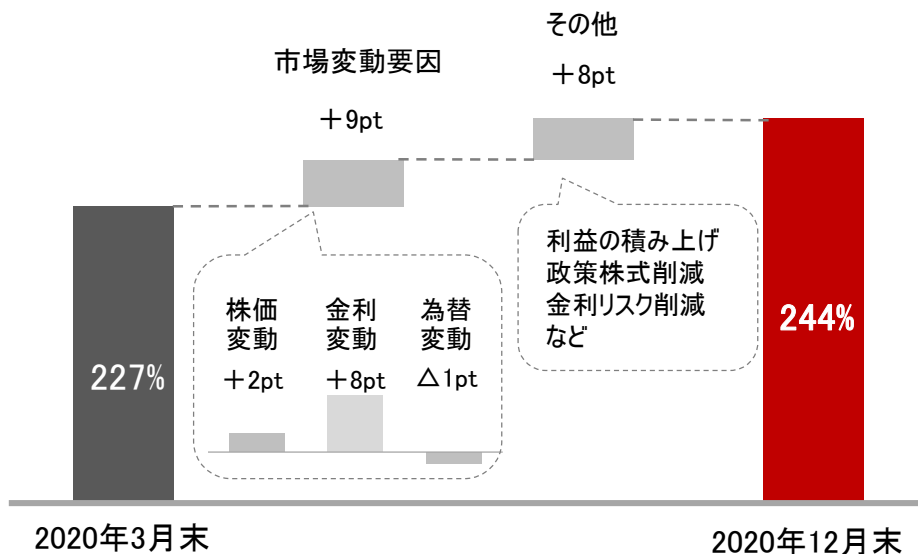 その他
＋8pt
市場変動要因
＋9pt
利益の積み上げ
政策株式削減
金利リスク削減
など
株価
変動
＋2pt
金利
変動
＋8pt
為替
変動
△1pt
227%
244%
2020年3月末
2020年12月末